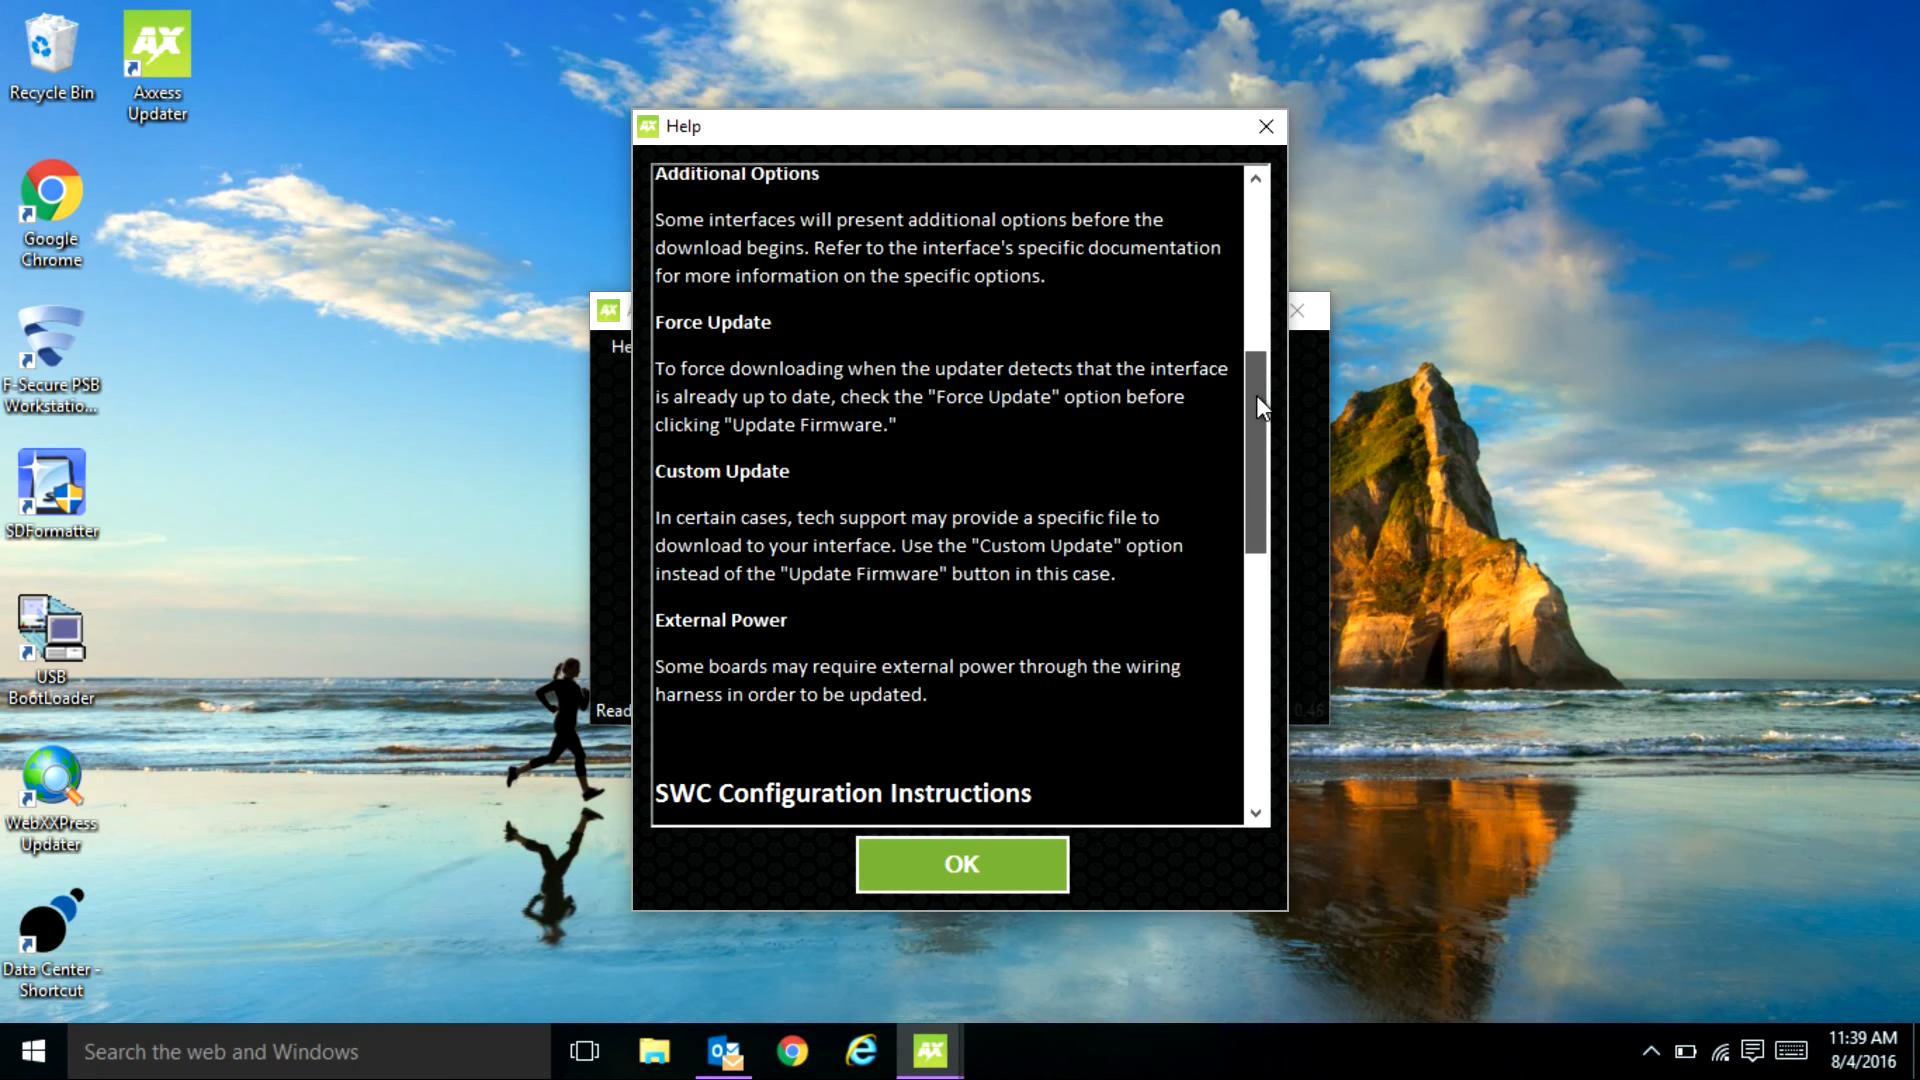 Recycle Bin
AX
Axxess
Updater
Google
Chrome
F-Secure PSB
Workstatio...
SDFormatter
USB
BootLoader
WebXXPress
Updater
Data Center -
Shortcut
AX Help
Additional Options
Some interfaces will present additional options before the
download begins. Refer to the interface's specific documentation
for more information on the specific options.
Force Update
To force downloading when the updater detects that the interface
is already up to date, check the "Force Update" option before
clicking "Update Firmware."
Custom Update
In certain cases, tech support may provide a specific file to
download to your interface. Use the "Custom Update" option
instead of the "Update Firmware" button in this case.
External Power
Some boards may require external power through the wiring
harness in order to be updated.
SWC Configuration Instructions
OK
AX
He
Read
0.46
Search the web and Windows
AX
11:39 AM
8/4/2016